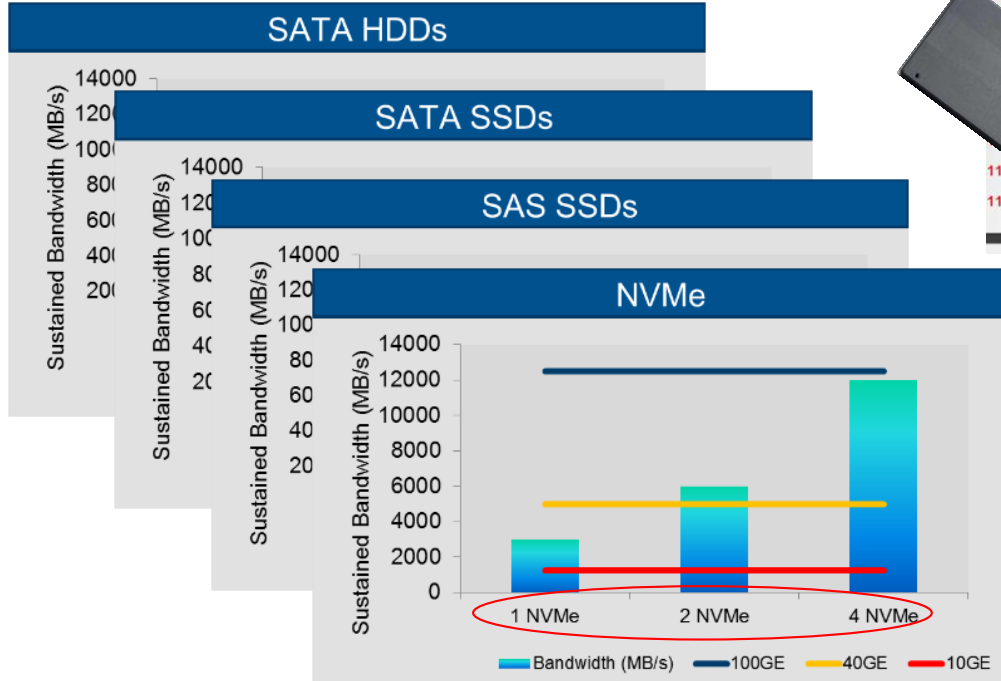 SATA HDDs
Sustained Bandwidth (MB/s)
14000
SATA SSDs
Sustained Bandwidth (MB/s)
14000
SAS SSDs
Sustained Bandwidth (MB/s)
14000
NVMe
Sustained Bandwidth (MB/s)
14000
12000
10000
8000
6000
4000
2000
0
1 NVMe 2 NVMe 4 NVMe
Bandwidth (MB/s) 100GE 40GE 10GE